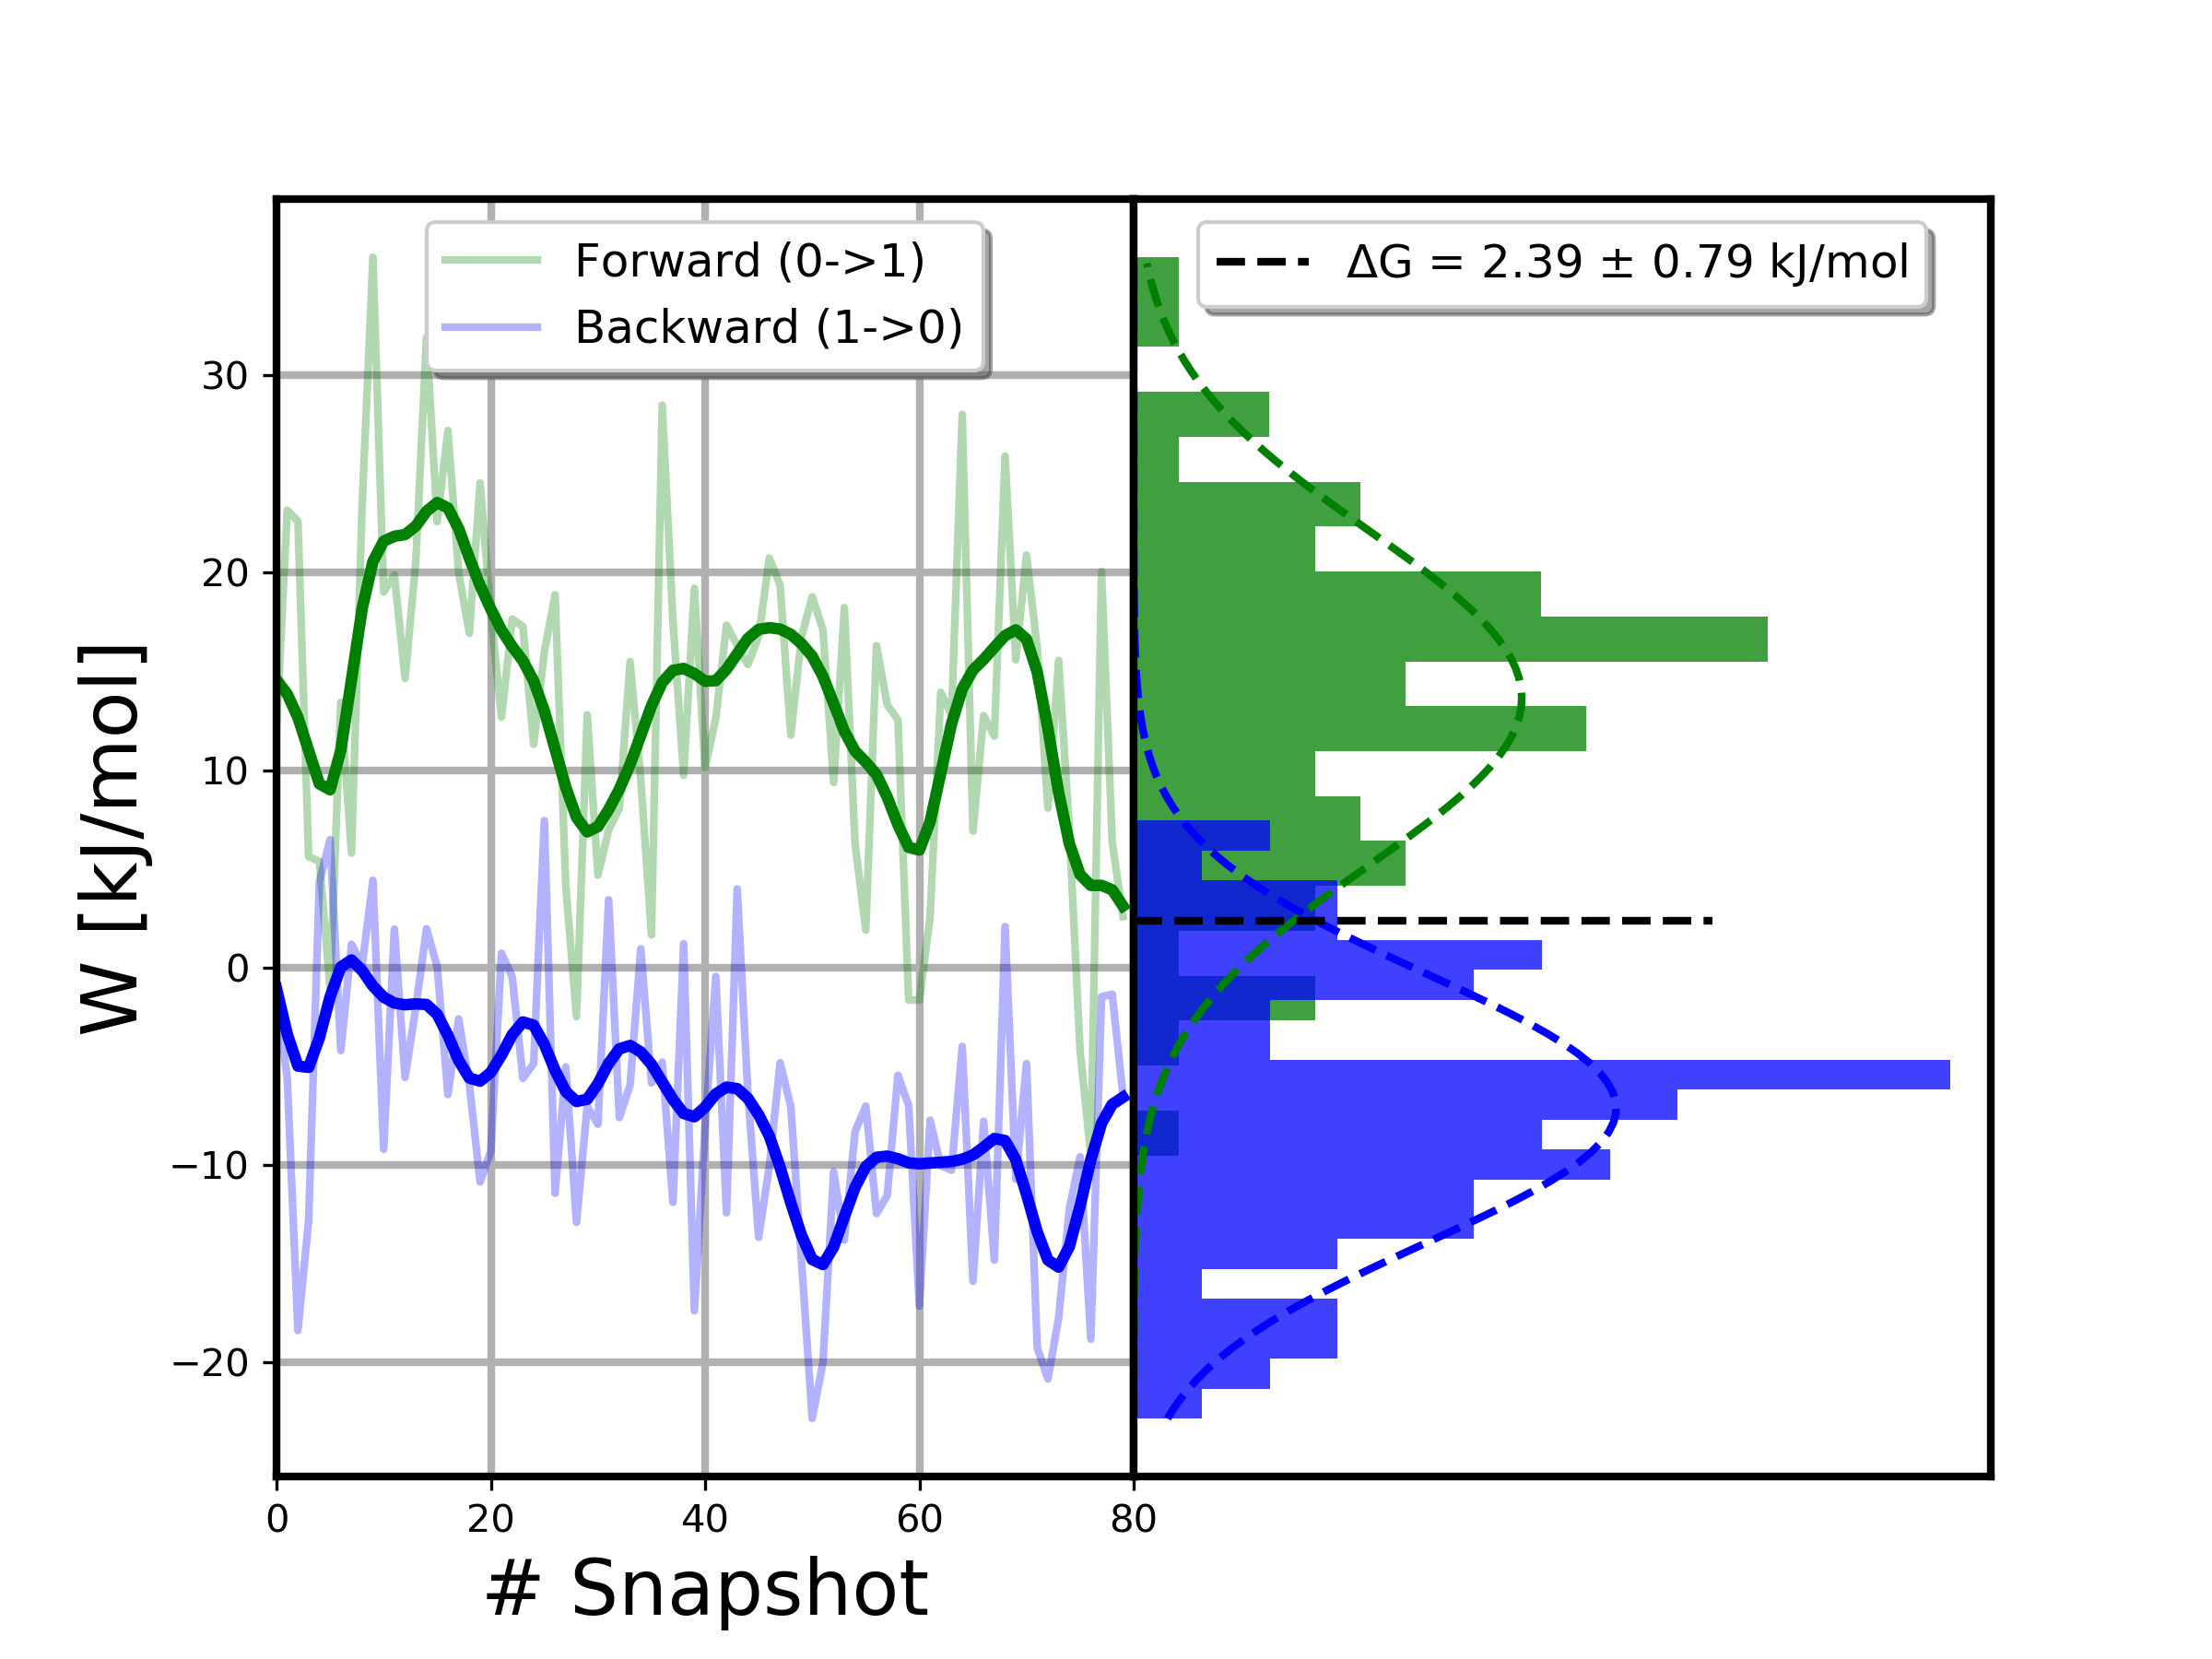 Forward (0->1)
Backward (1->0)
ΔG = 2.39 ± 0.79 kJ/mol
W [kJ/mol]
30
20
10
0
−10
−20
0 20 40 60 80
# Snapshot